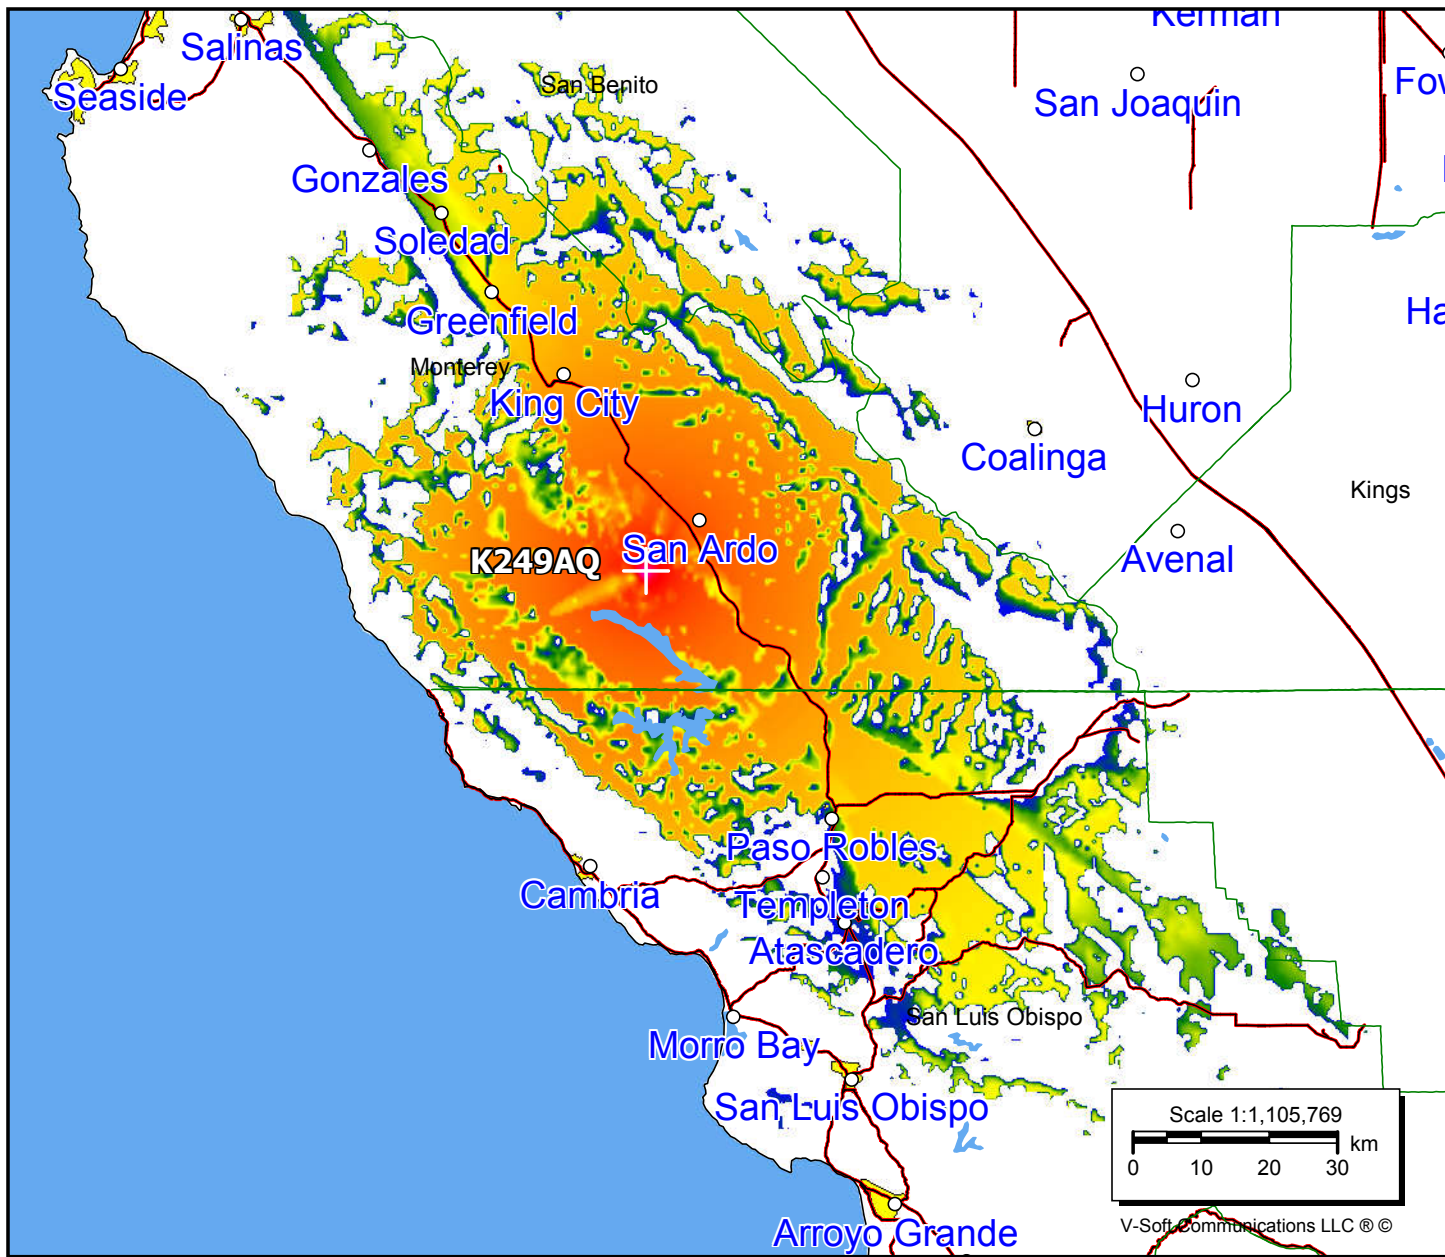 Kerman
Salinas
San Benito
Seaside
San Joaquin
Gonzales
Soledad
Greenfield
Monterey
King City
Huron
Coalinga
Kings
San Ardo
K249AQ
Avenal
Paso Robles
Cambria
Templeton
Atascadero
San Luis Obispo
Morro Bay
San Luis Obispo
Scale 1:1,105,769
km
0 10 20 30
V-Soft Communications LLC ® ©
Arroyo Grande